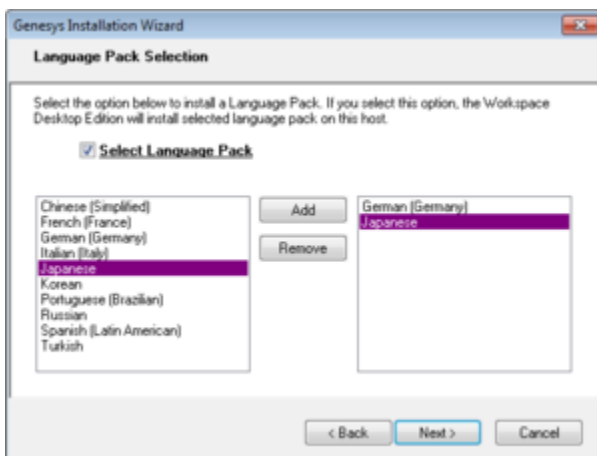 Genesys Installation Wizard
Language Pack Selection
Select the option below to install a Language Pack. If you select this option, the Workspace
Desktop Edition will install selected language pack on this host.
Select Language Pack
Chinese (Simplified)
French (France)
German (Germany)
Italian (Italy)
Japanese
Korean
Portuguese (Brazilian)
Russian
Spanish (Latin American)
Turkish
Add
Remove
German (Germany)
Japanese
< Back
Next >
Cancel